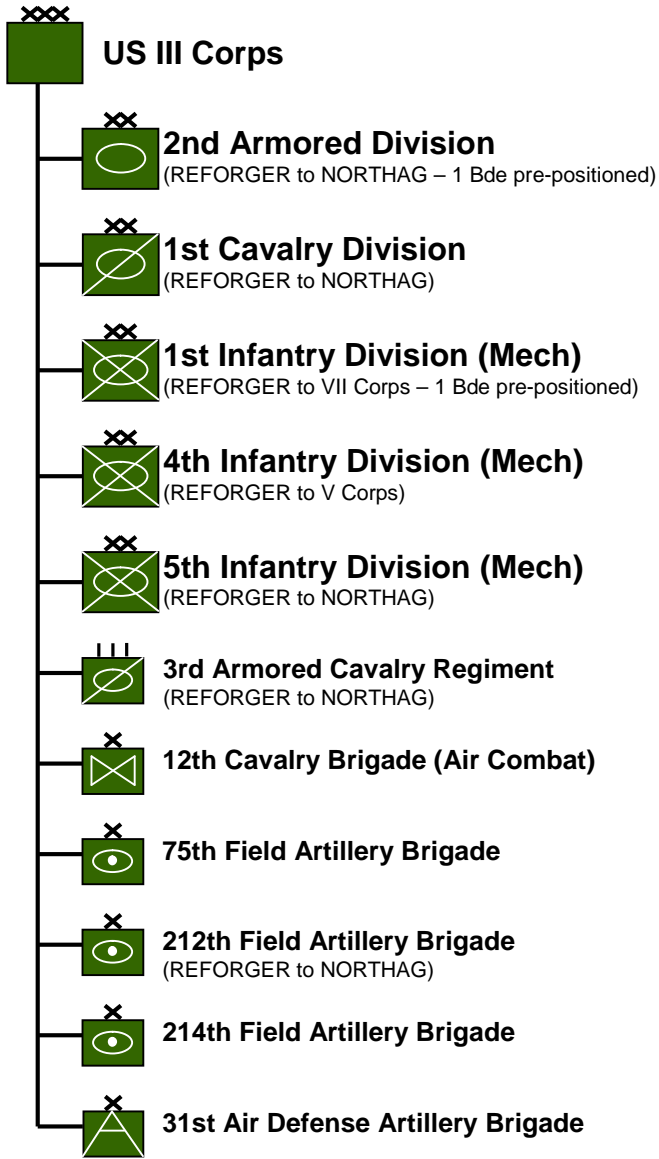 US III Corps
2nd Armored Division
(REFORGER to NORTHAG – 1 Bde pre-positioned)
1st Cavalry Division
(REFORGER to NORTHAG)
1st Infantry Division (Mech)
(REFORGER to VII Corps – 1 Bde pre-positioned)
4th Infantry Division (Mech)
(REFORGER to V Corps)
5th Infantry Division (Mech)
(REFORGER to NORTHAG)
3rd Armored Cavalry Regiment
(REFORGER to NORTHAG)
12th Cavalry Brigade (Air Combat)
75th Field Artillery Brigade
212th Field Artillery Brigade
(REFORGER to NORTHAG)
214th Field Artillery Brigade
31st Air Defense Artillery Brigade